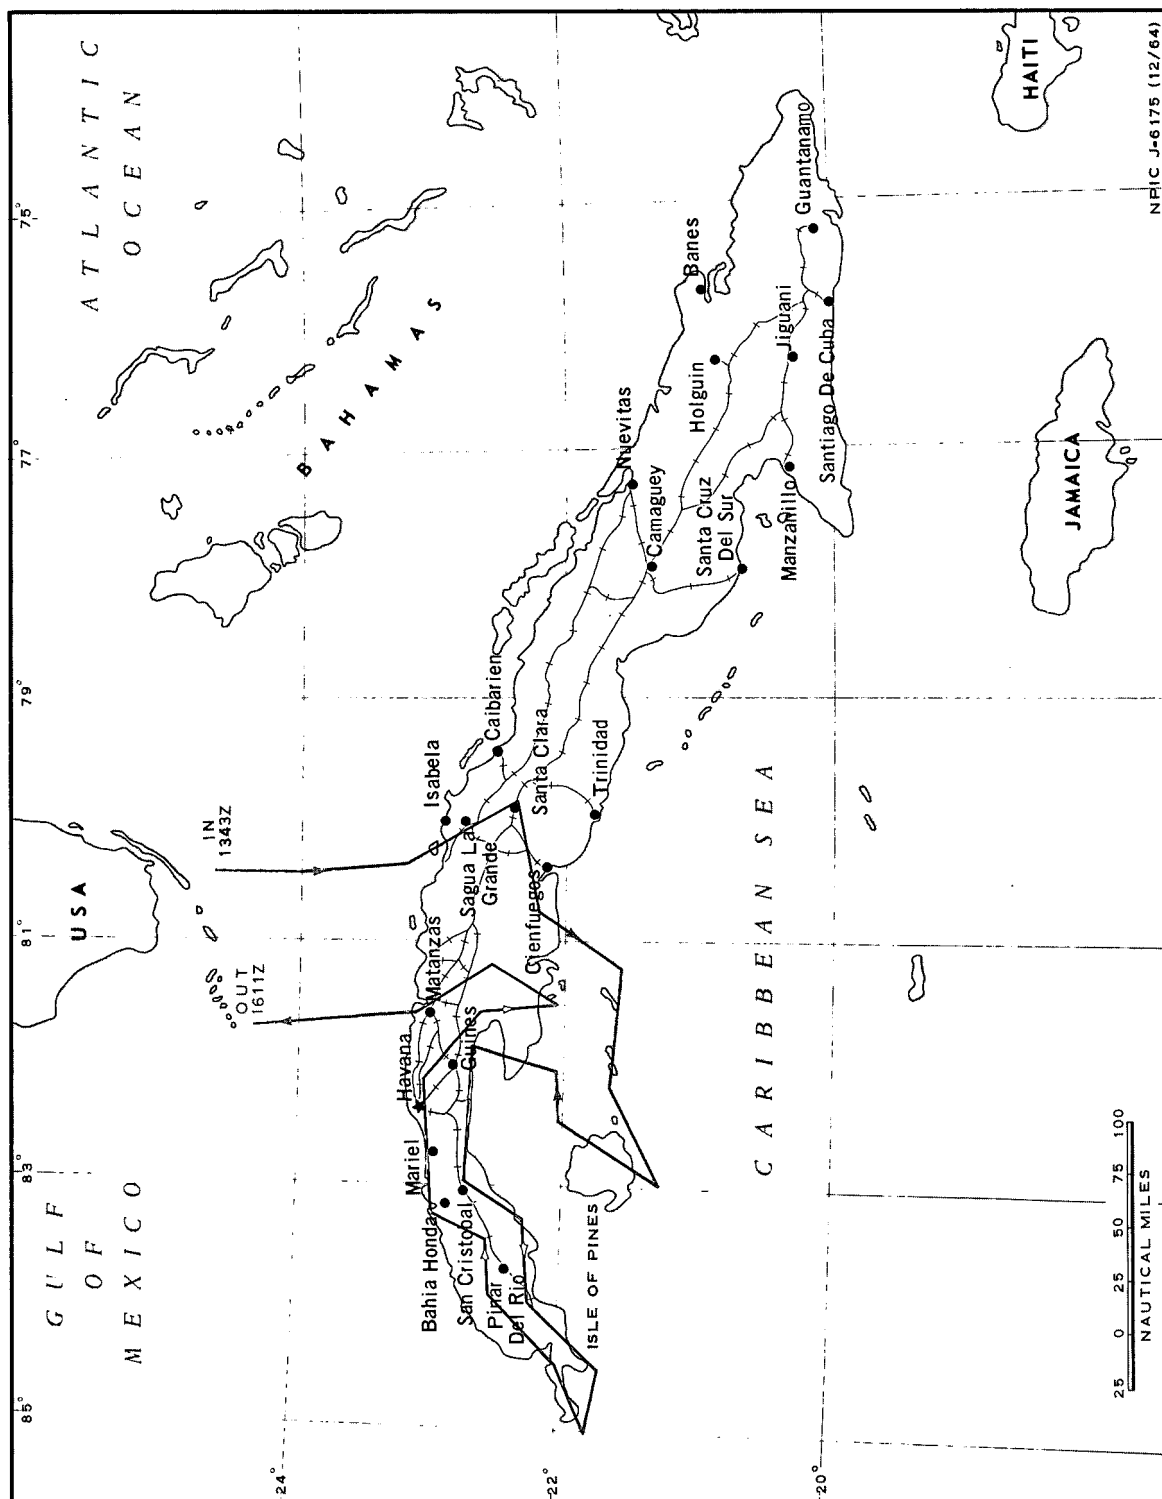 GULF
OF
MEXICO
ATLANTIC
OCEAN
85°
83°
81°
79°
77°
75°
24°
22°
20°
USA
BAHAMAS
OUT
1611Z
IN
1343Z
Havana
Mariel
Bahia Honda
San Cristobal
Pinar
Del Rio
Matanzas
Guines
Isabela
Sagua La
Grande
Cienfuegos
Caibarien
Santa Clara
Trinidad
Nuevitas
Camaguey
Santa Cruz
Del Sur
Holguin
Banes
Jiguani
Manzanillo
Santiago De Cuba
Guantanamo
ISLE OF PINES
CARIBBEAN SEA
JAMAICA
HAITI
25 0 25 50 75 100
NAUTICAL MILES
NPIC J-6175 (12/64)